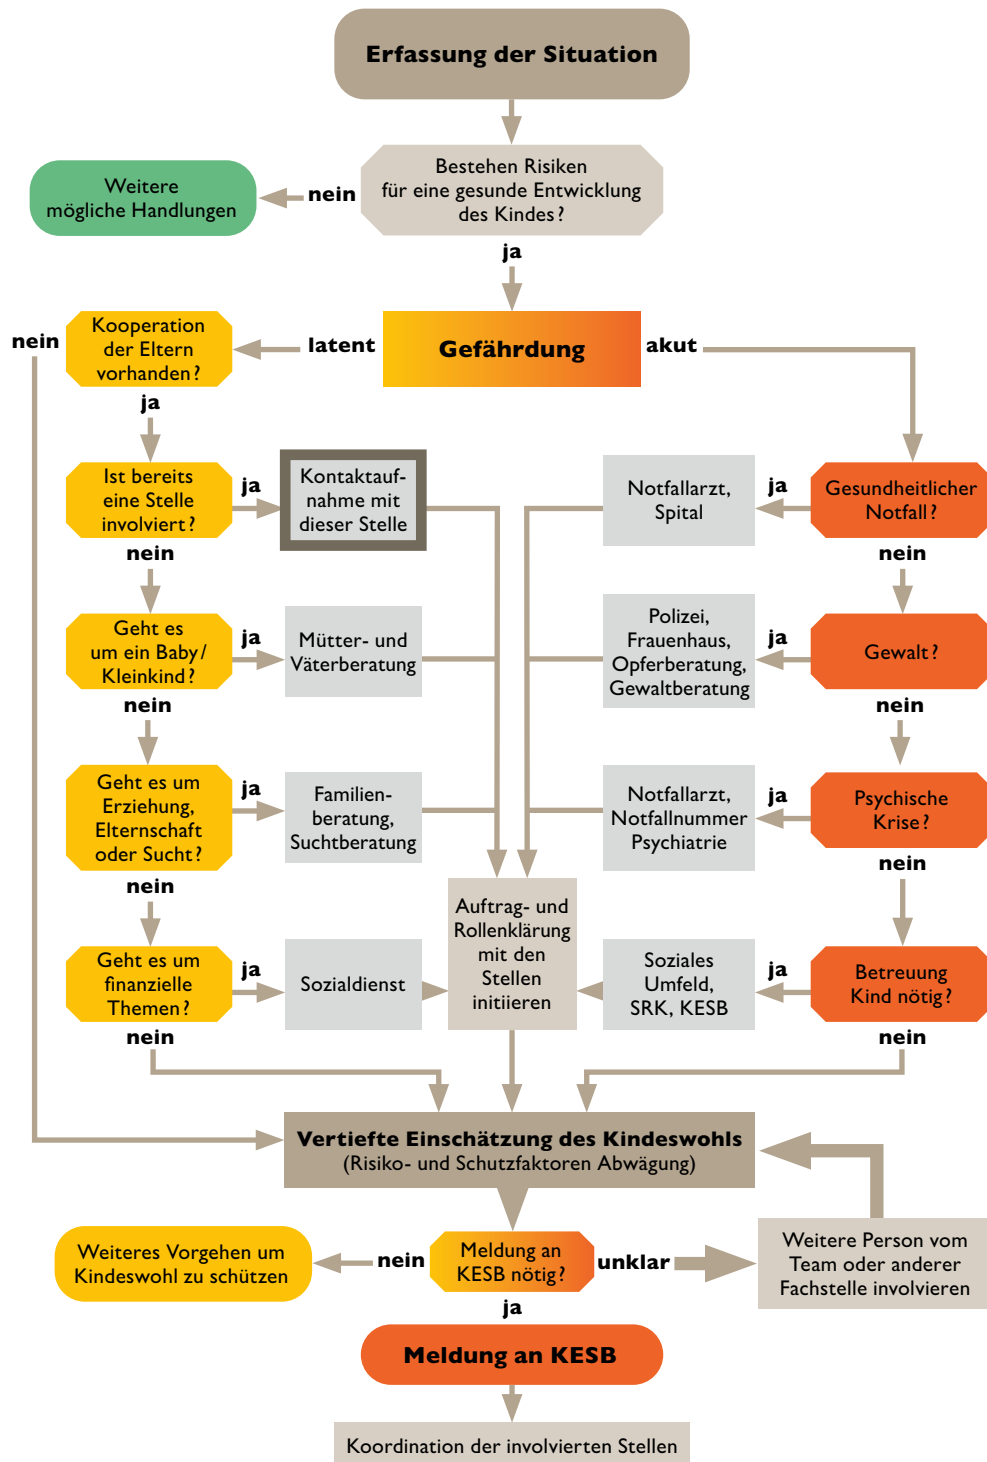 Erfassung der Situation
Bestehen Risiken
für eine gesunde Entwicklung
des Kindes?
nein
Weitere
mögliche Handlungen
ja
Gefährdung
latent
akut
Kooperation
der Eltern
vorhanden?
nein
ja
Ist bereits
eine Stelle
involviert?
ja
Kontaktauf-
nahme mit
dieser Stelle
nein
Geht es
um ein Baby/
Kleinkind?
ja
Mütter- und
Väterberatung
nein
Geht es um
Erziehung,
Elternschaft
oder Sucht?
ja
Familien-
beratung,
Suchtberatung
nein
Geht es um
finanzielle
Themen?
ja
Sozialdienst
nein
Gesundheitlicher
Notfall?
ja
Notfallarzt,
Spital
nein
Gewalt?
ja
Polizei,
Frauenhaus,
Opferberatung,
Gewaltberatung
nein
Psychische
Krise?
ja
Notfallarzt,
Notfallnummer
Psychiatrie
nein
Betreuung
Kind nötig?
ja
Soziales
Umfeld,
SRK, KESB
nein
Auftrag- und
Rollenklärung
mit den
Stellen
initiieren
Vertiefte Einschätzung des Kindeswohls
(Risiko- und Schutzfaktoren Abwägung)
Meldung an
KESB nötig?
nein
Weiteres Vorgehen um
Kindeswohl zu schützen
unklar
Weitere Person vom
Team oder anderer
Fachstelle involvieren
ja
Meldung an KESB
Koordination der involvierten Stellen